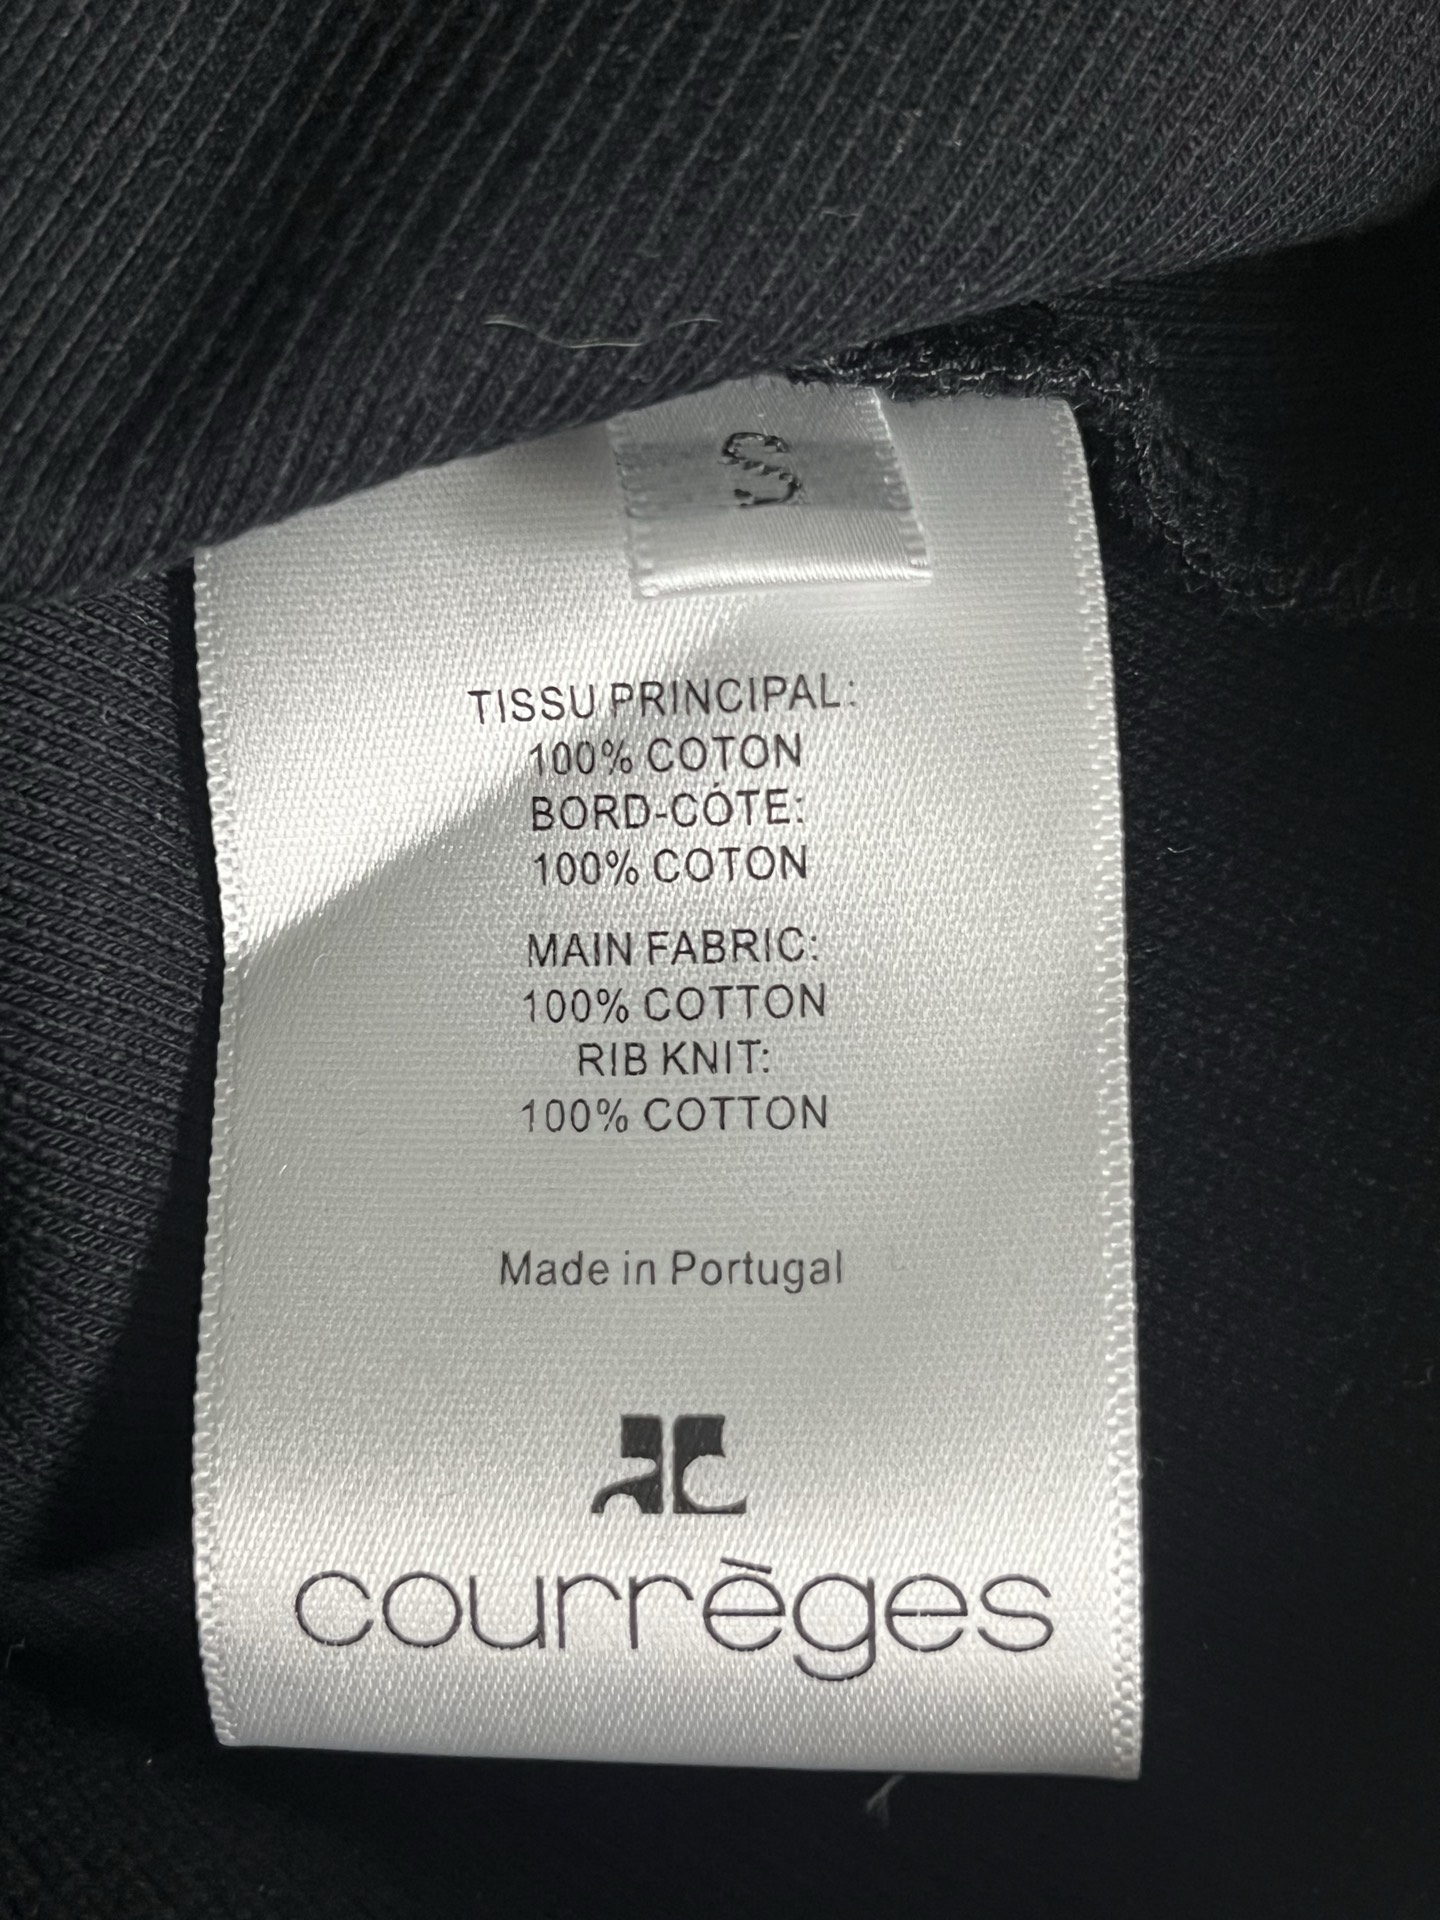 S
TISSU PRINCIPAL:
100% COTON
BORD-CÓTE:
100% COTON
MAIN FABRIC:
100% COTTON
RIB KNIT:
100% COTTON
Made in Portugal
courrèges